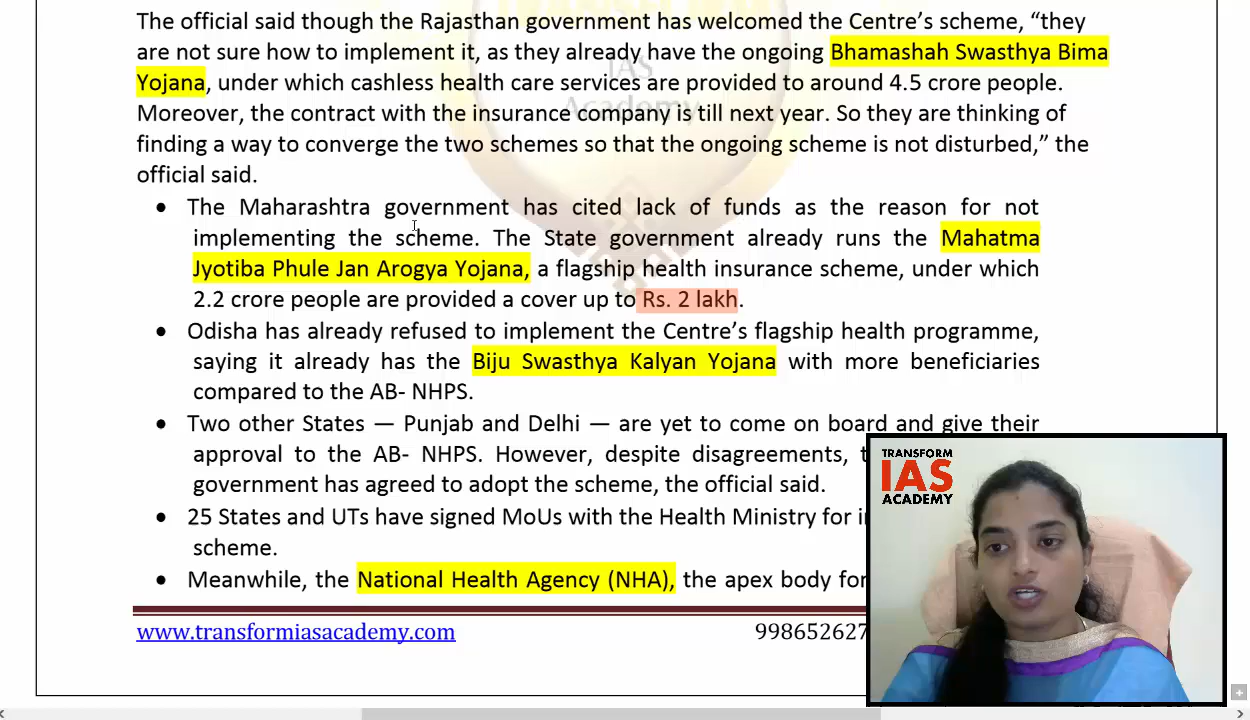 The official said though the Rajasthan government has welcomed the Centre’s scheme, “they
are not sure how to implement it, as they already have the ongoing Bhamashah Swasthya Bima
Yojana, under which cashless health care services are provided to around 4.5 crore people.
Moreover, the contract with the insurance company is till next year. So they are thinking of
finding a way to converge the two schemes so that the ongoing scheme is not disturbed,” the
official said.
• The Maharashtra government has cited lack of funds as the reason for not
implementing the scheme. The State government already runs the Mahatma
Jyotiba Phule Jan Arogya Yojana, a flagship health insurance scheme, under which
2.2 crore people are provided a cover up to Rs. 2 lakh.
• Odisha has already refused to implement the Centre’s flagship health programme,
saying it already has the Biju Swasthya Kalyan Yojana with more beneficiaries
compared to the AB- NHPS.
• Two other States — Punjab and Delhi — are yet to come on board and give their
approval to the AB- NHPS. However, despite disagreements,
government has agreed to adopt the scheme, the official said.
• 25 States and UTs have signed MoUs with the Health Ministry for
scheme.
• Meanwhile, the National Health Agency (NHA), the apex body for
www.transformiasacademy.com 998652627
TRANSFORM
IAS
ACADEMY
IAS
Academy